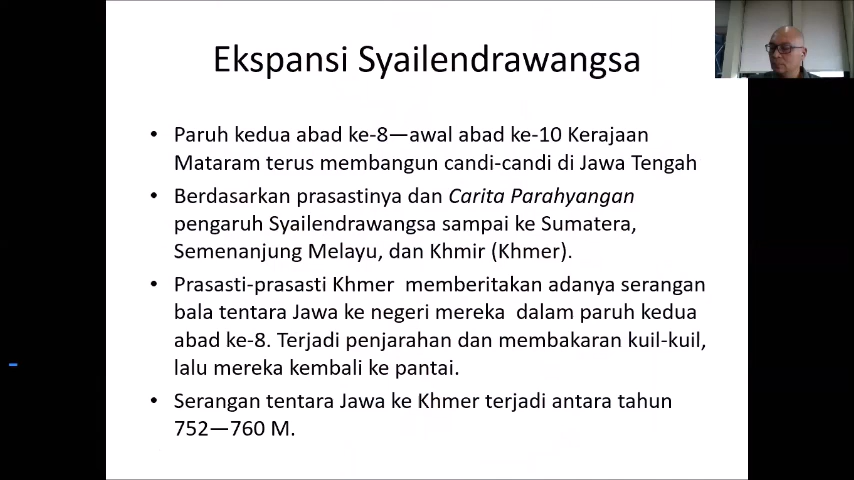 Ekspansi Syailendrawangsa
• Paruh kedua abad ke-8—awal abad ke-10 Kerajaan
Mataram terus membangun candi-candi di Jawa Tengah
• Berdasarkan prasastinya dan Carita Parahyangan
pengaruh Syailendrawangsa sampai ke Sumatera,
Semenanjung Melayu, dan Khmir (Khmer).
• Prasasti-prasasti Khmer memberitakan adanya serangan
bala tentara Jawa ke negeri mereka dalam paruh kedua
abad ke-8. Terjadi penjarahan dan membakaran kuil-kuil,
lalu mereka kembali ke pantai.
• Serangan tentara Jawa ke Khmer terjadi antara tahun
752—760 M.